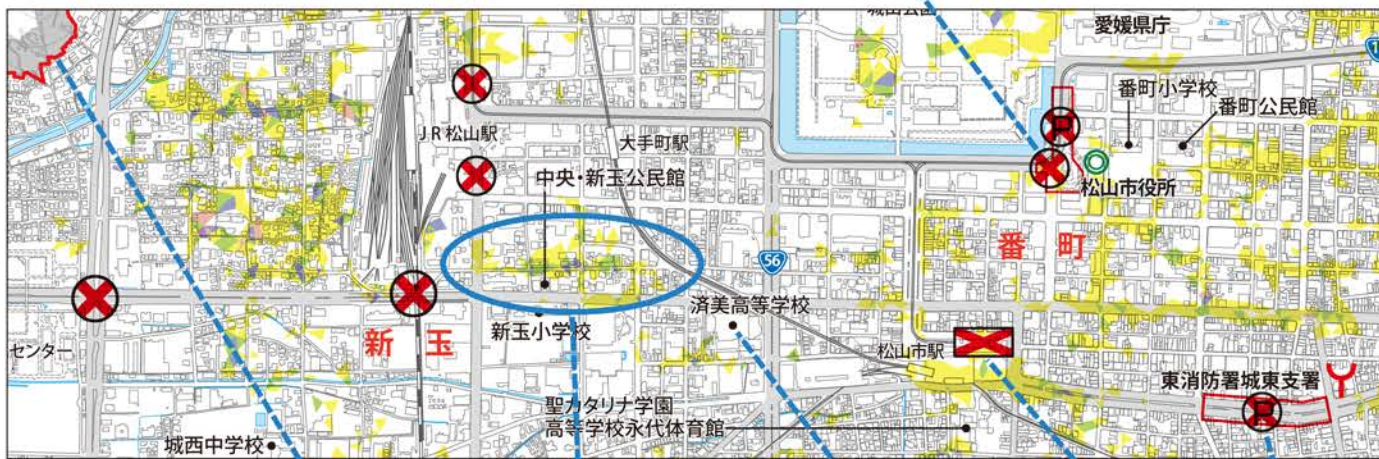 城山公園
愛媛県庁
番町小学校
番町公民館
JR松山駅
大手町駅
中央・新玉公民館
松山市役所
番町
56
済美高等学校
新玉小学校
新玉
センター
松山市駅
東消防署城東支署
聖カタリナ学園
高等学校永代体育館
城西中学校